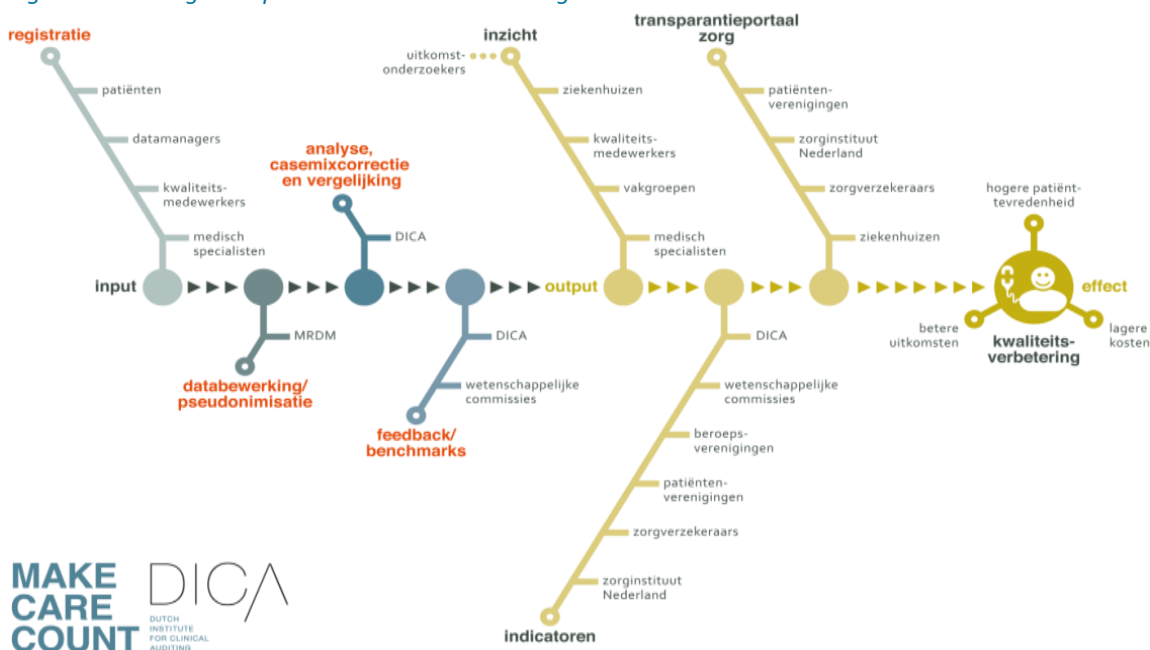 registratie
patiënten
datamanagers
kwaliteits-
medewerkers
medisch
specialisten
input
MRDM
databewerking/
pseudonimisatie
analyse,
casemixcorrectie
en vergelijking
DICA
DICA
wetenschappelijke
commissies
feedback/
benchmarks
output
inzicht
uitkomst-
onderzoekers
ziekenhuizen
kwaliteits-
medewerkers
vakgroepen
medisch
specialisten
DICA
wetenschappelijke
commissies
beroeps-
verenigingen
patiënten-
verenigingen
zorgverzekeraars
zorginstituut
Nederland
indicatoren
transparantieportaal
zorg
patiënten-
verenigingen
zorginstituut
Nederland
zorgverzekeraars
ziekenhuizen
hogere patiënt-
tevredenheid
effect
betere
uitkomsten
lagere
kosten
kwaliteits-
verbetering
MAKE
CARE
COUNT
DICA
DUTCH
INSTITUTE
FOR CLINICAL
AUDITING